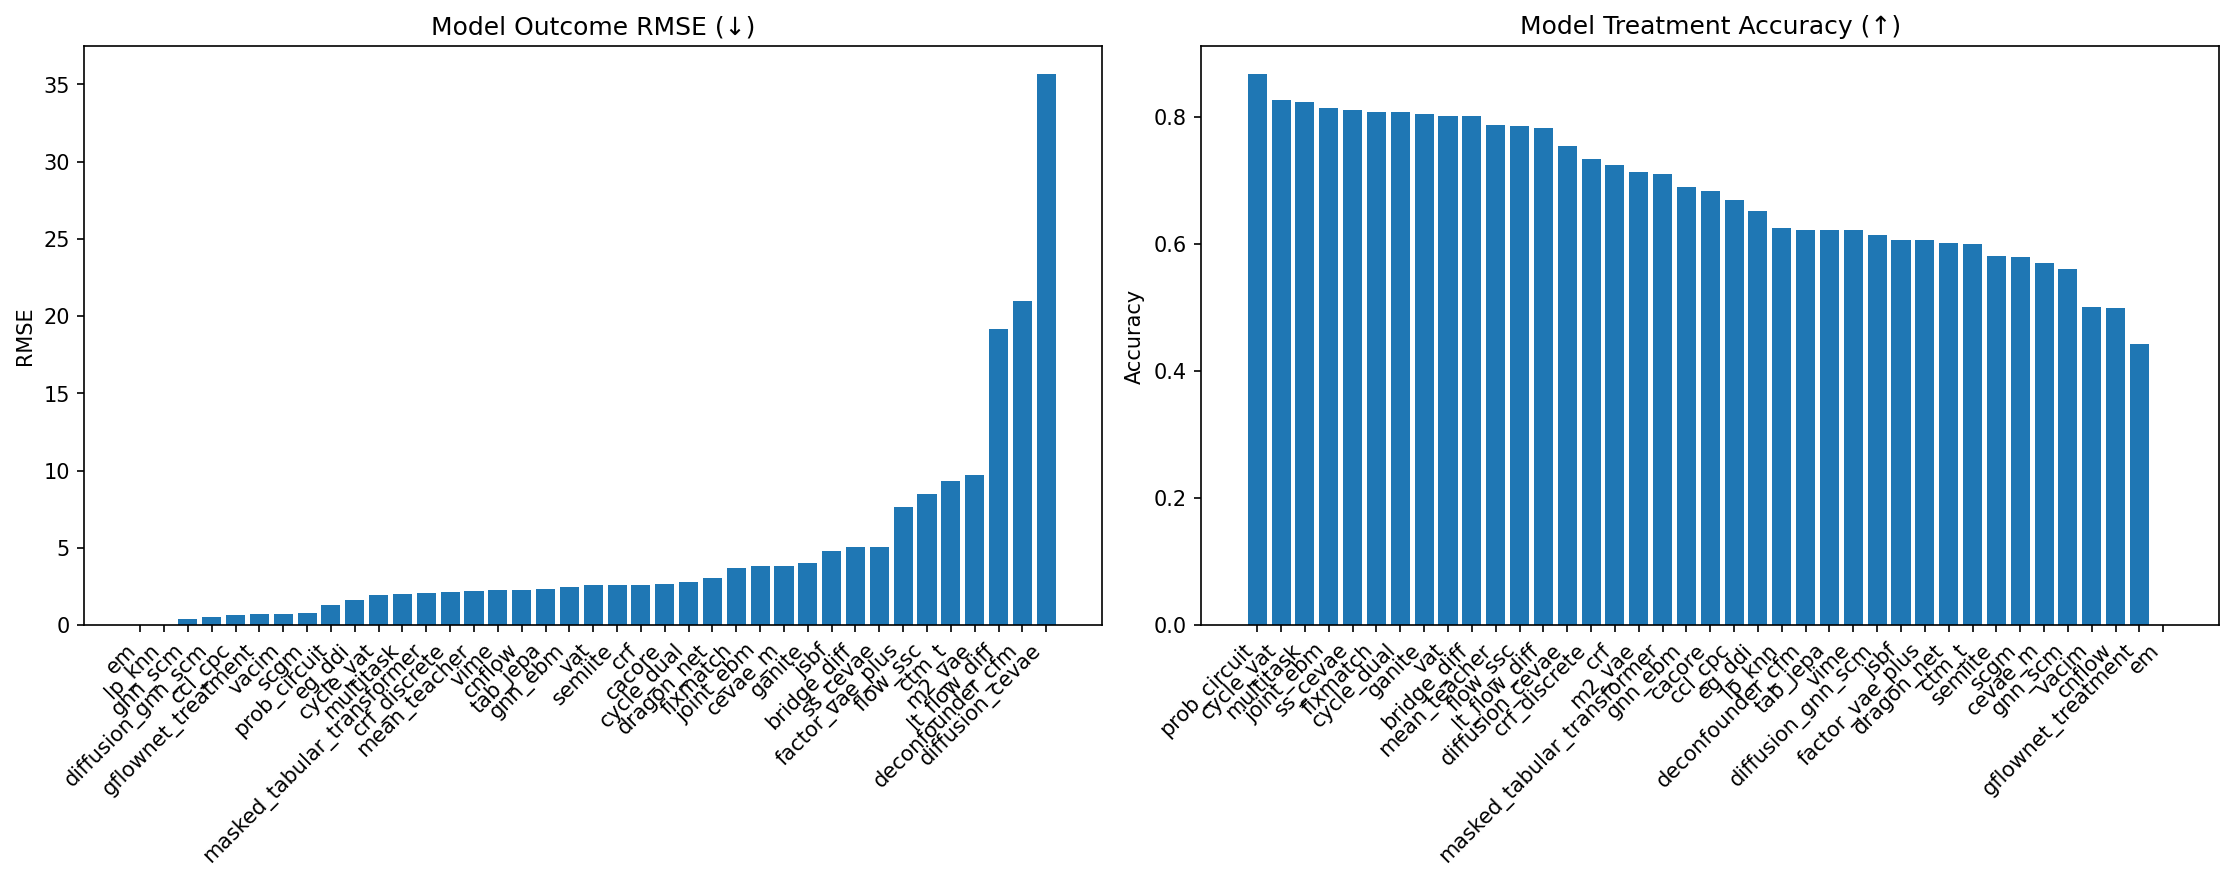 Model Outcome RMSE (↓)
RMSE
35
30
25
20
15
10
5
0
em
lp_knn
gnn_scm
diffusion_gnn_scm
ccl_cpc
gflownet_treatment
vacim
scgm
prob_circuit
eg_ddi
cycle_vat
multitask
masked_tabular_transformer
crf_discrete
mean_teacher
vime
cnflow
tab_jepa
gnn_ebm
vat
semiite
crf
cacore
cycle_dual
dragon_net
fixmatch
joint_ebm
cevae_m
ganite
jsbf
bridge_diff
ss_cevae
factor_vae_plus
flow_ssc
ctm_t
m2_vae
lt_flow_diff
deconfounder_cfm
diffusion_cevae
Model Treatment Accuracy (↑)
Accuracy
0.8
0.6
0.4
0.2
0.0
prob_circuit
cycle_vat
multitask
joint_ebm
ss_cevae
fixmatch
cycle_dual
ganite
vat
bridge_diff
mean_teacher
flow_ssc
lt_flow_diff
diffusion_cevae
crf_discrete
crf
m2_vae
masked_tabular_transformer
gnn_ebm
cacore
ccl_cpc
eg_ddi
lp_knn
deconfounder_cfm
tab_jepa
vime
diffusion_gnn_scm
jsbf
factor_vae_plus
dragon_net
ctm_t
semiite
scgm
cevae_m
gnn_scm
vacim
cnflow
gflownet_treatment
em